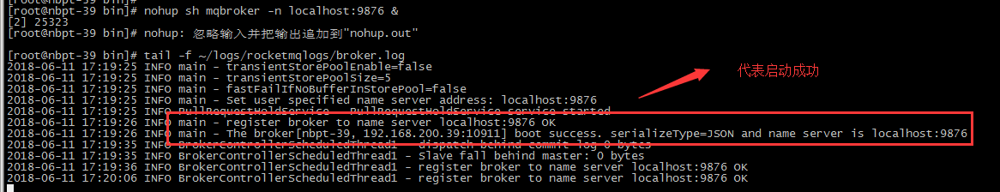 [root@nbpt-39 bin]# nohup sh mqbroker -n localhost:9876 &
[2] 25323
[root@nbpt-39 bin]# nohup: 忽略输入并把输出追加到"nohup.out"
[root@nbpt-39 bin]# tail -f ~/logs/rocketmqlogs/broker.log
2018-06-11 17:19:25 INFO main - transientStorePoolEnable=false
2018-06-11 17:19:25 INFO main - transientStorePoolSize=5
2018-06-11 17:19:25 INFO main - fastFailIfNoBufferInStorePool=false
2018-06-11 17:19:25 INFO main - Set user specified name server address: localhost:9876
2018-06-11 17:19:25 INFO PullRequestHoldService - PullRequestHoldService service started
2018-06-11 17:19:26 INFO main - register broker to name server localhost:9876 OK
2018-06-11 17:19:26 INFO main - The broker[nbpt-39, 192.168.200.39:10911] boot success. serializeType=JSON and name server is localhost:9876
2018-06-11 17:19:35 INFO BrokerControllerScheduledThread1 - dispatch behind commit log 0 bytes
2018-06-11 17:19:35 INFO BrokerControllerScheduledThread1 - Slave fall behind master: 0 bytes
2018-06-11 17:19:36 INFO BrokerControllerScheduledThread1 - register broker to name server localhost:9876 OK
2018-06-11 17:20:06 INFO BrokerControllerScheduledThread1 - register broker to name server localhost:9876 OK
代表启动成功